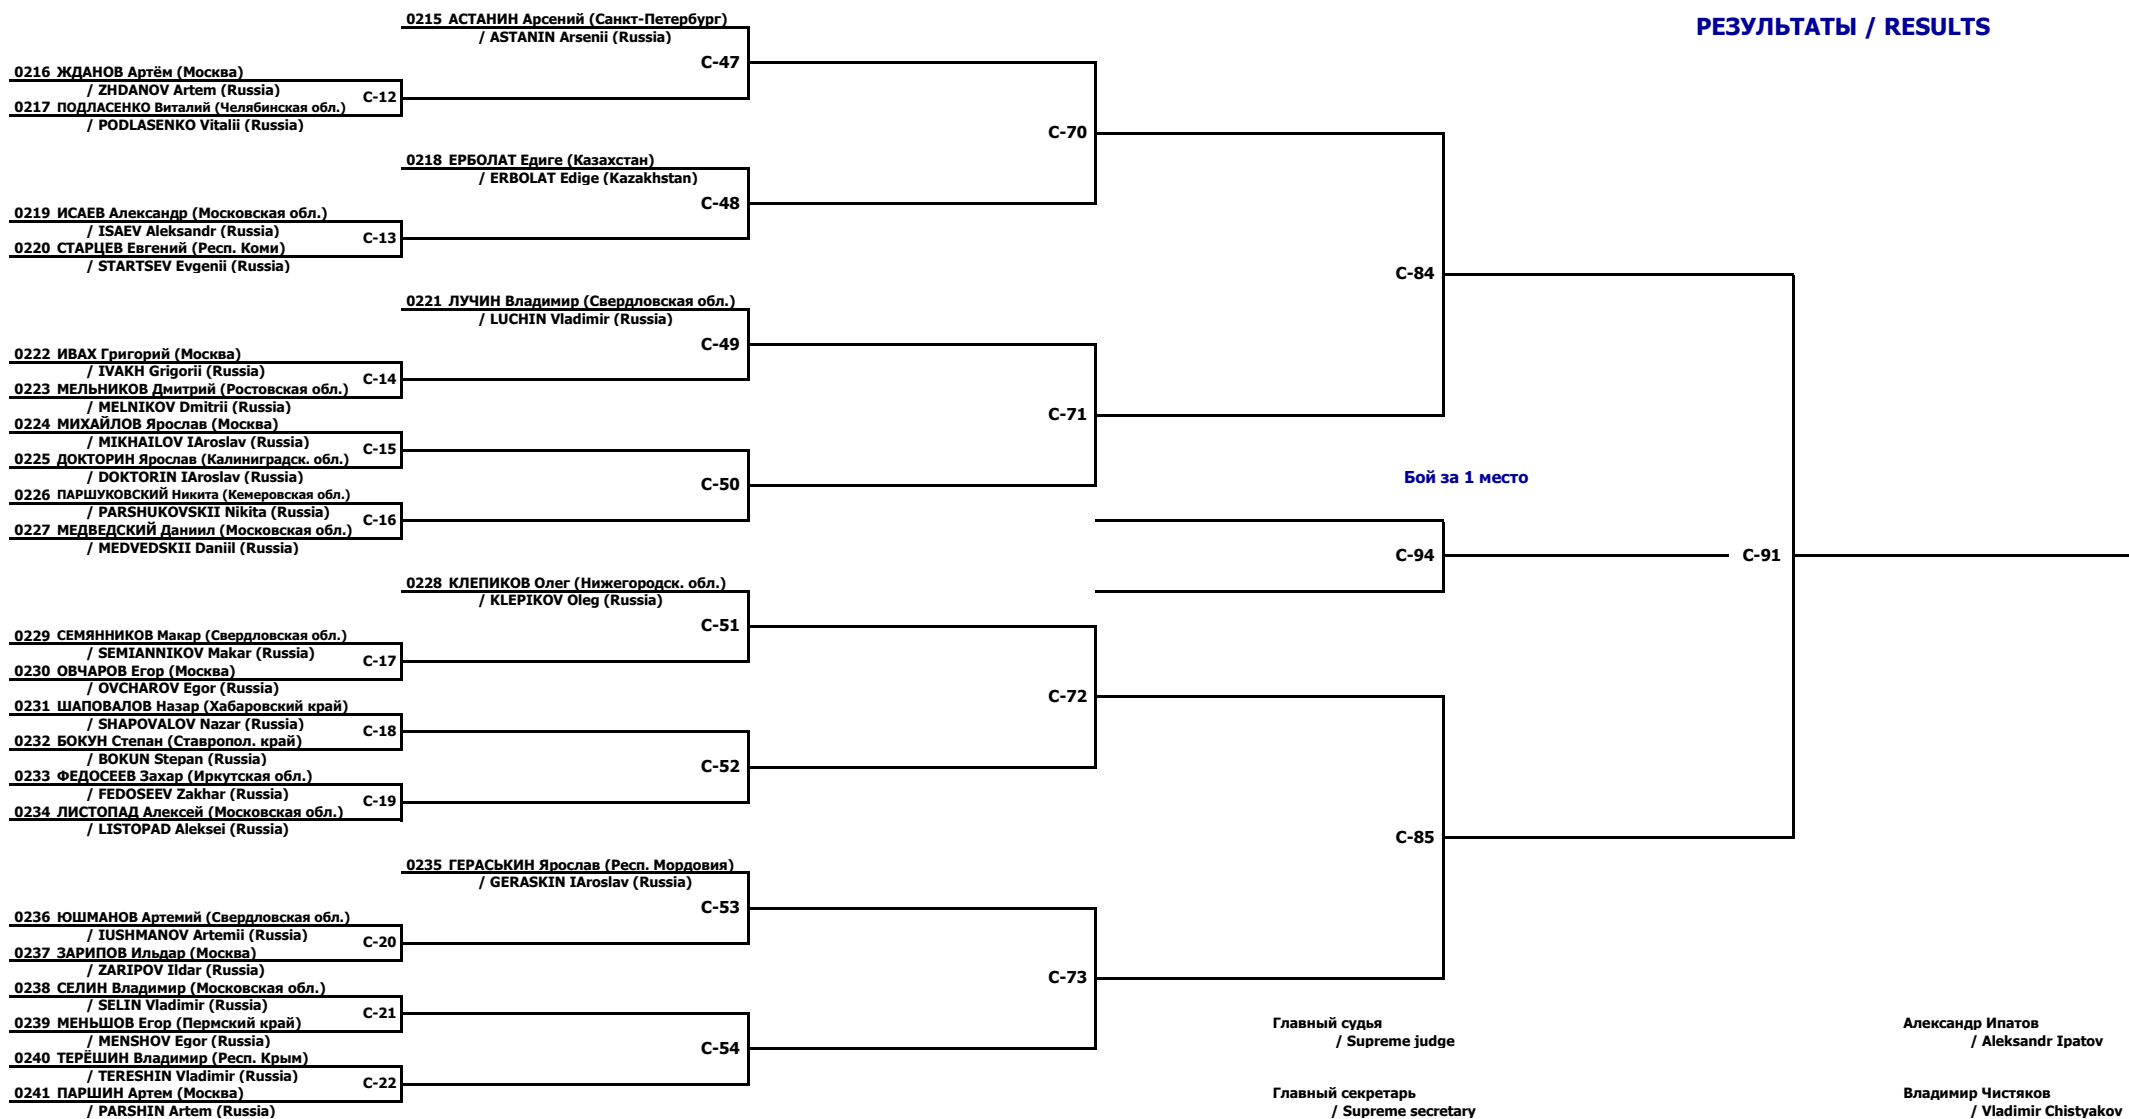 0215 АСТАНИН Арсений (Санкт-Петербург)
/ ASTANIN Arsenii (Russia)
РЕЗУЛЬТАТЫ / RESULTS
C-47
0216 ЖДАНОВ Артём (Москва)
/ ZHDANOV Artem (Russia)
C-12
0217 ПОДЛАСЕНКО Виталий (Челябинская обл.)
/ PODLASENKO Vitalii (Russia)
C-70
0218 ЕРБОЛАТ Едиге (Казахстан)
/ ERBOLAT Edige (Kazakhstan)
C-48
0219 ИСАЕВ Александр (Московская обл.)
/ ISAEV Aleksandr (Russia)
C-13
0220 СТАРЦЕВ Евгений (Респ. Коми)
/ STARTSEV Evgenii (Russia)
C-84
0221 ЛУЧИН Владимир (Свердловская обл.)
/ LUCHIN Vladimir (Russia)
C-49
0222 ИВАХ Григорий (Москва)
/ IVAKH Grigorii (Russia)
C-14
0223 МЕЛЬНИКОВ Дмитрий (Ростовская обл.)
/ MELNIKOV Dmitrii (Russia)
C-71
0224 МИХАЙЛОВ Ярослав (Москва)
/ MIKHAILOV IAroslav (Russia)
C-15
0225 ДОКТОРИН Ярослав (Калиниградск. обл.)
/ DOKTORIN IAroslav (Russia)
C-50
Бой за 1 место
0226 ПАРШУКОВСКИЙ Никита (Кемеровская обл.)
/ PARSHUKOVSKII Nikita (Russia)
C-16
0227 МЕДВЕДСКИЙ Даниил (Московская обл.)
/ MEDVEDSKII Daniil (Russia)
C-94
C-91
0228 КЛЕПИКОВ Олег (Нижегородск. обл.)
/ KLEPIKOV Oleg (Russia)
C-51
0229 СЕМЯННИКОВ Макар (Свердловская обл.)
/ SEMIANNIKOV Makar (Russia)
C-17
0230 ОВЧАРОВ Егор (Москва)
/ OVCHAROV Egor (Russia)
C-72
0231 ШАПОВАЛОВ Назар (Хабаровский край)
/ SHAPOVALOV Nazar (Russia)
C-18
0232 БОКУН Степан (Ставропол. край)
/ BOKUN Stepan (Russia)
C-52
0233 ФЕДОСЕЕВ Захар (Иркутская обл.)
/ FEDOSEEV Zakhar (Russia)
C-19
0234 ЛИСТОПАД Алексей (Московская обл.)
/ LISTOPAD Aleksei (Russia)
C-85
0235 ГЕРАСЬКИН Ярослав (Респ. Мордовия)
/ GERASKIN IAroslav (Russia)
C-53
0236 ЮШМАНОВ Артемий (Свердловская обл.)
/ IUSHMANOV Artemii (Russia)
C-20
0237 ЗАРИПОВ Ильдар (Москва)
/ ZARIPOV Ildar (Russia)
C-73
0238 СЕЛИН Владимир (Московская обл.)
/ SELIN Vladimir (Russia)
C-21
0239 МЕНЬШОВ Егор (Пермский край)
/ MENSHOV Egor (Russia)
C-54
Главный судья
/ Supreme judge
Александр Ипатов
/ Aleksandr Ipatov
0240 ТЕРЁШИН Владимир (Респ. Крым)
/ TERESHIN Vladimir (Russia)
C-22
0241 ПАРШИН Артем (Москва)
/ PARSHIN Artem (Russia)
Главный секретарь
/ Supreme secretary
Владимир Чистяков
/ Vladimir Chistyakov